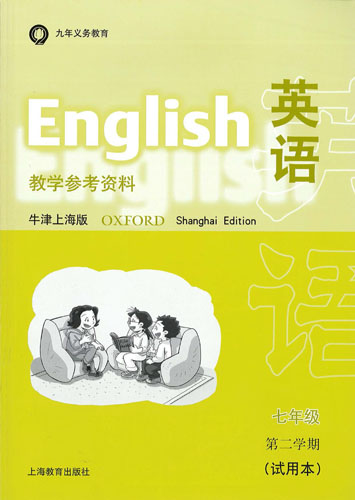 九年义务教育
English
英语
教学参考资料
牛津上海版 OXFORD Shanghai Edition
七年级
第二学期
(试用本)
上海教育出版社